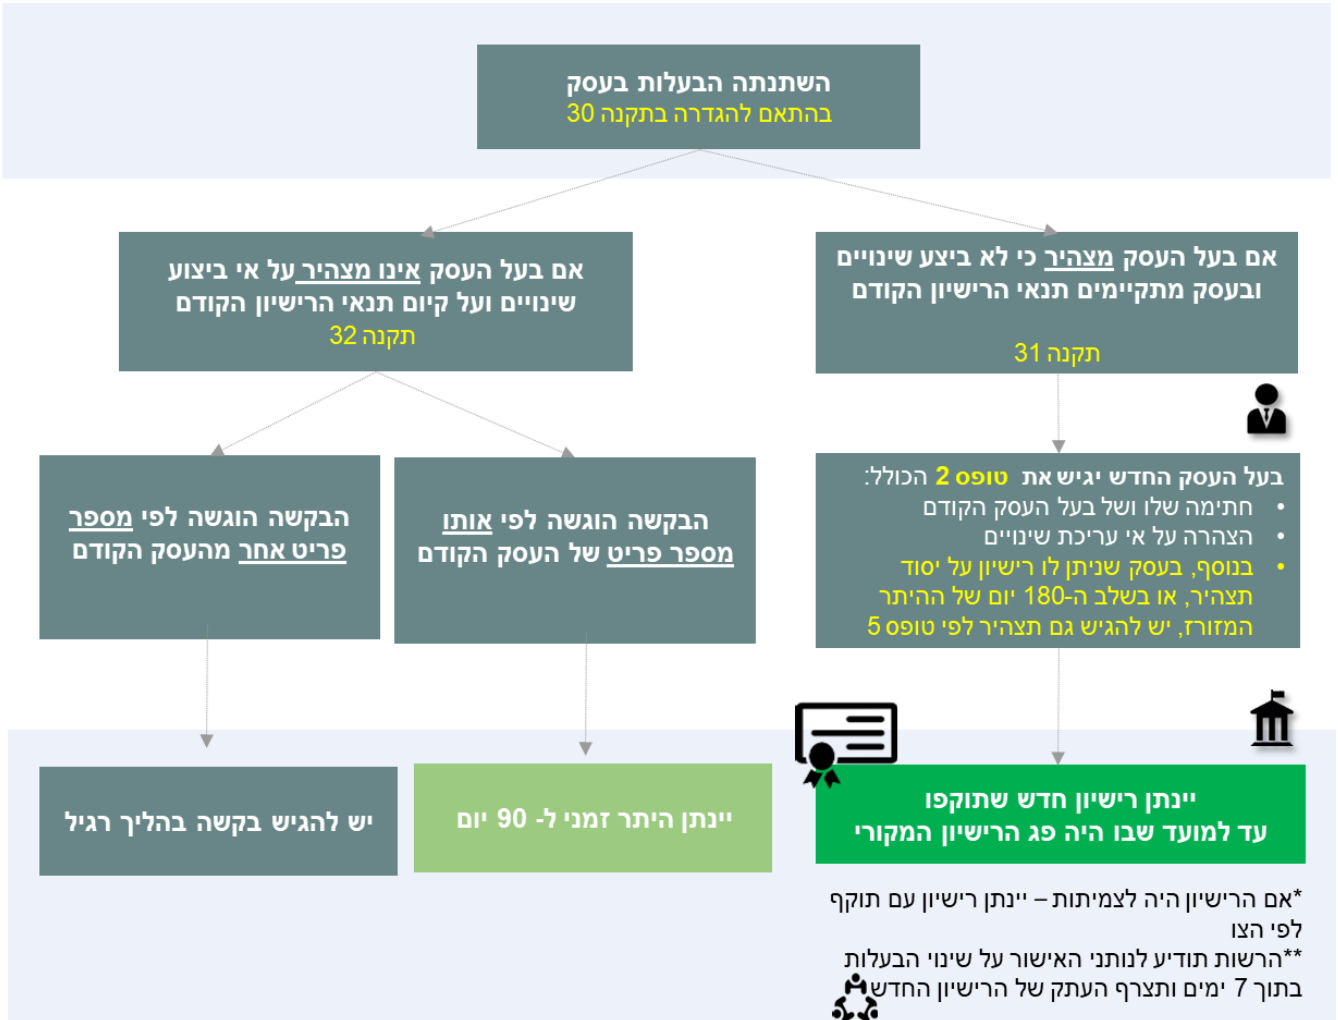 השתנתה הבעלות בעסק
בהתאם להגדרה בתקנה 30
אם בעל העסק מצהיר כי לא ביצע שינויים
ובעסק מתקיימים תנאי הרישיון הקודם
תקנה 31
אם בעל העסק אינו מצהיר על אי ביצוע
שינויים ועל קיום תנאי הרישיון הקודם
תקנה 32
בעל העסק החדש יגיש את טופס 2 הכולל:
• חתימה שלו ושל בעל העסק הקודם
• הצהרה על אי עריכת שינויים
• בנוסף, בעסק שניתן לו רישיון על יסוד
תצהיר, או בשלב ה-180 יום של ההיתר
המזורז, יש להגיש גם תצהיר לפי טופס 5
הבקשה הוגשה לפי אותו
מספר פריט של העסק הקודם
הבקשה הוגשה לפי מספר
פריט אחר מהעסק הקודם
יינתן רישיון חדש שתוקפו
עד למועד שבו היה פג הרישיון המקורי
יינתן היתר זמני ל- 90 יום
יש להגיש בקשה בהליך רגיל
*אם הרישיון היה לצמיתות – יינתן רישיון עם תוקף
לפי הצו
**הרשות תודיע לנותני האישור על שינוי הבעלות
בתוך 7 ימים ותצרף העתק של הרישיון החדש